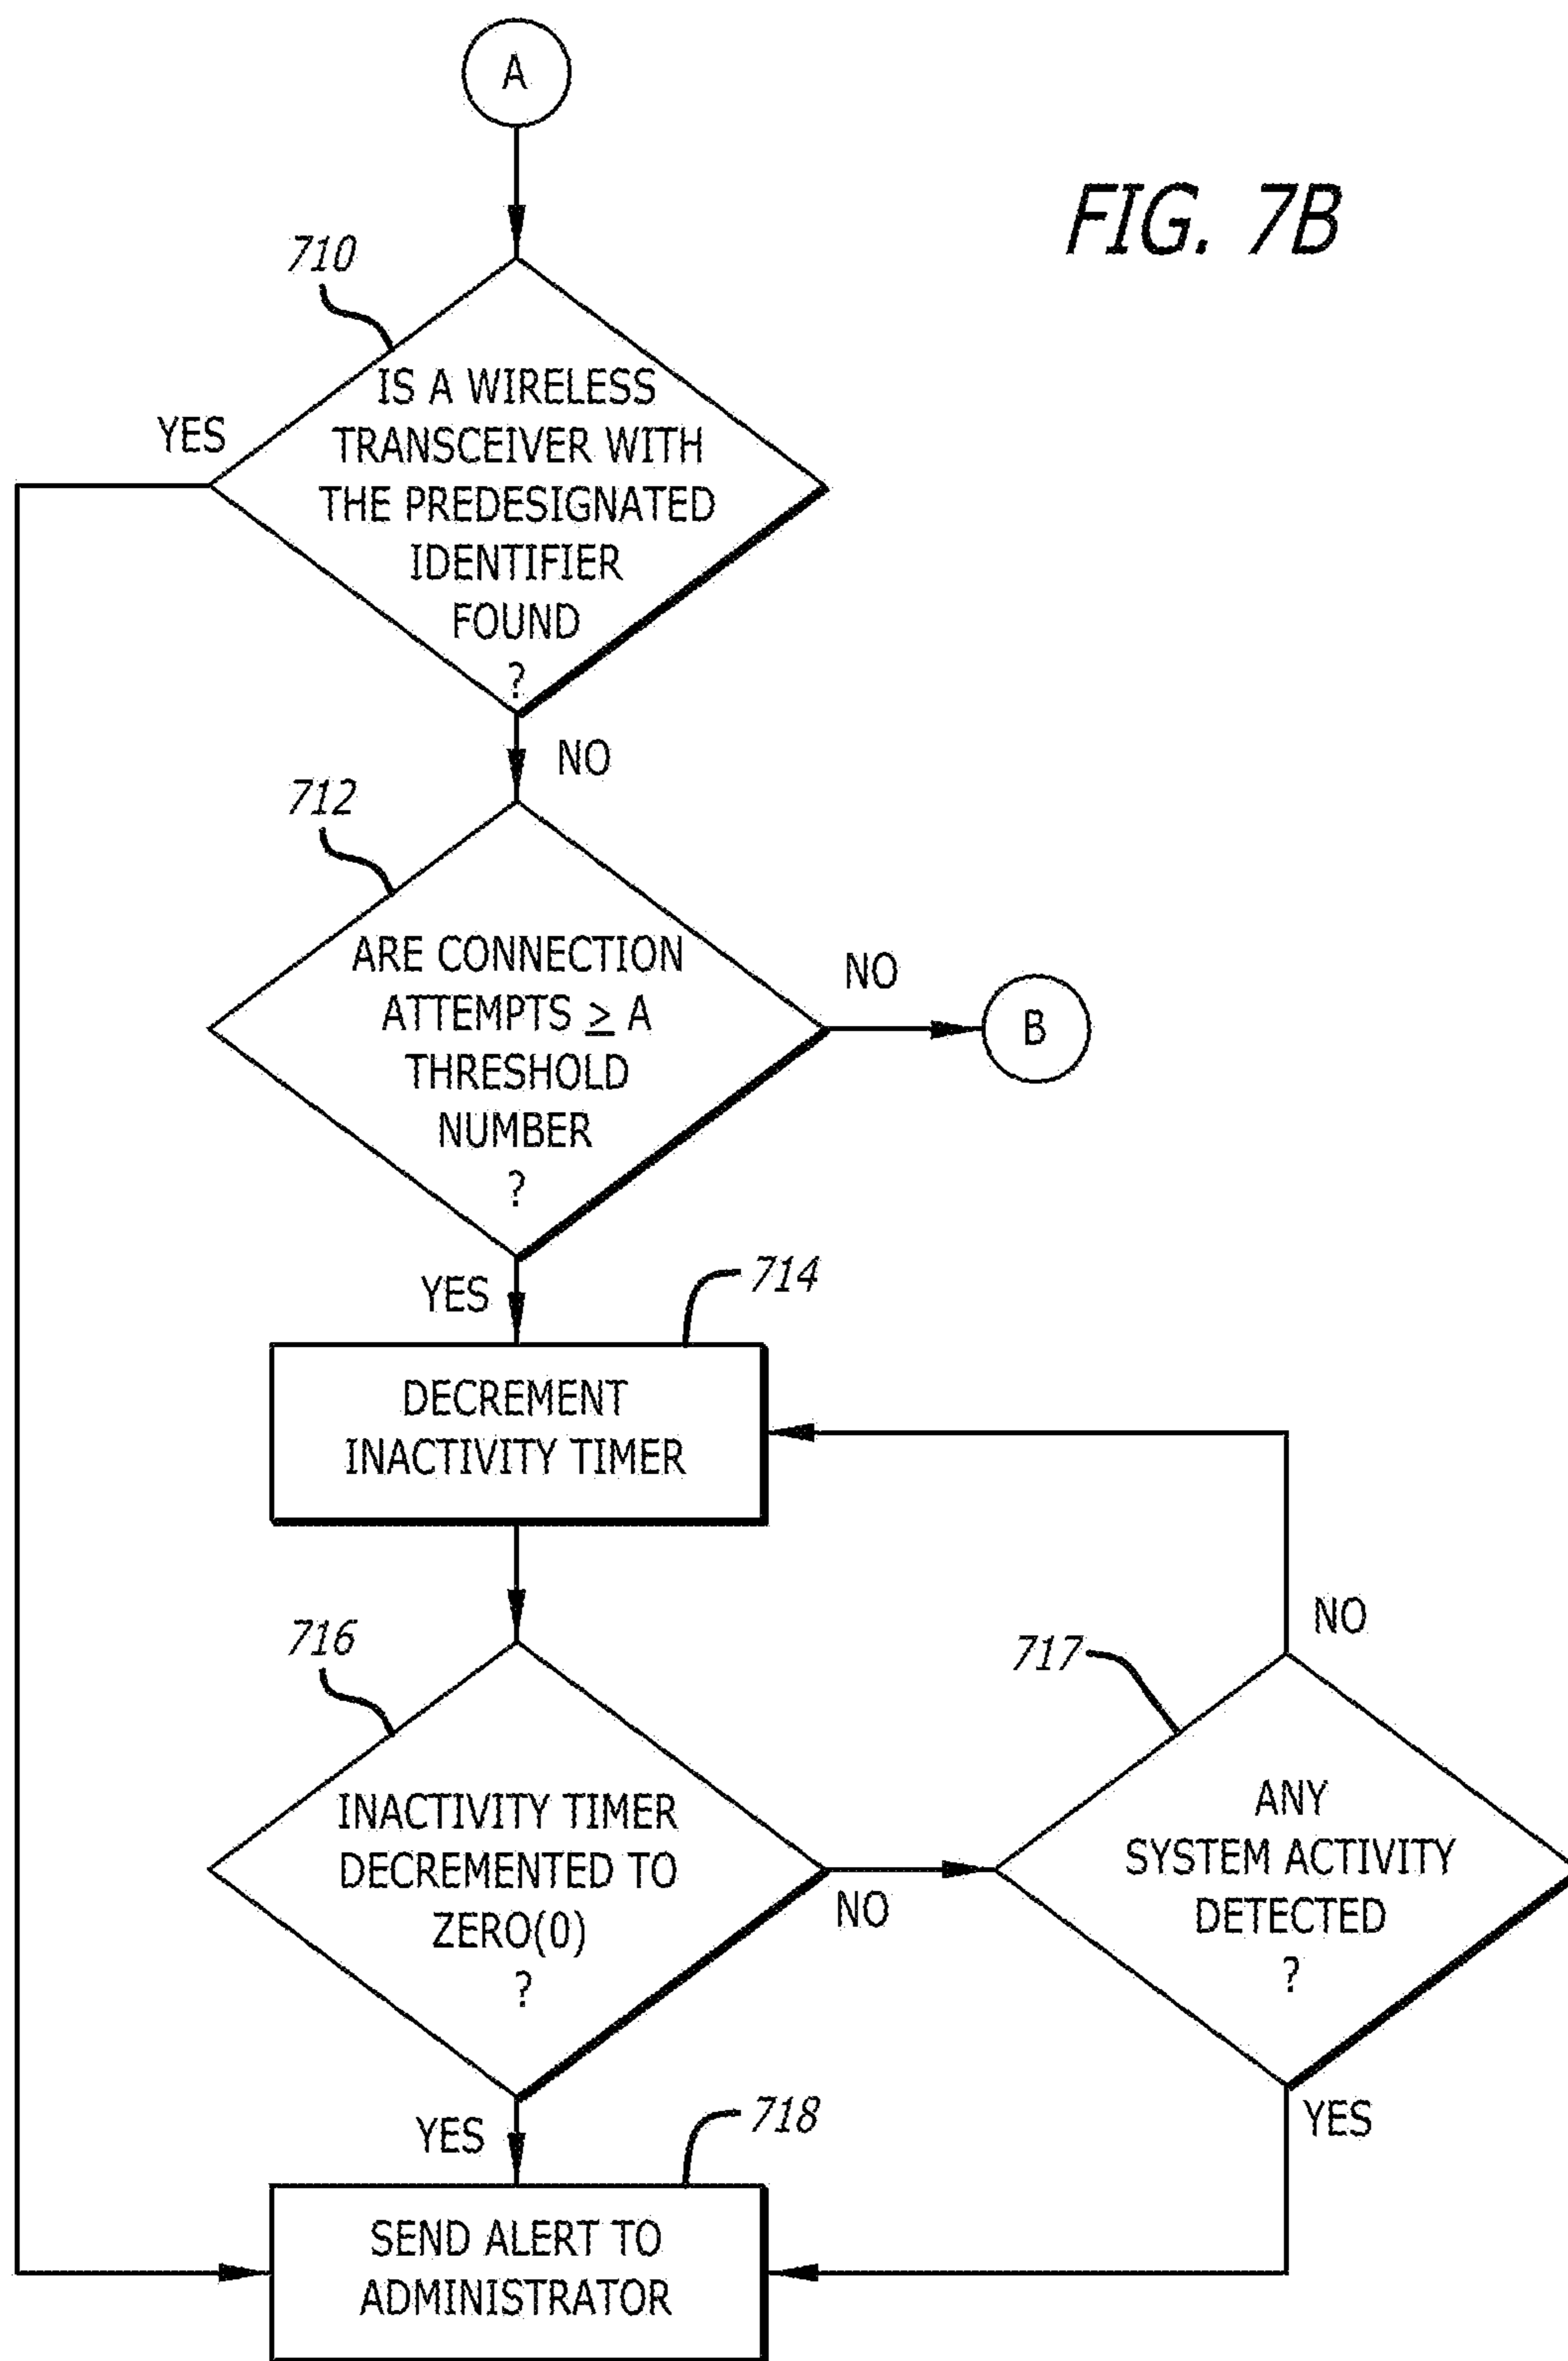 A
FIG. 7B
710
IS A WIRELESS
TRANSCEIVER WITH
THE PREDESIGNATED
IDENTIFIER
FOUND
?
YES
NO
712
ARE CONNECTION
ATTEMPTS ≥ A
THRESHOLD
NUMBER
?
NO
B
YES
714
DECREMENT
INACTIVITY TIMER
716
INACTIVITY TIMER
DECREMENTED TO
ZERO(0)
?
NO
717
ANY
SYSTEM ACTIVITY
DETECTED
?
NO
YES
YES
718
SEND ALERT TO
ADMINISTRATOR